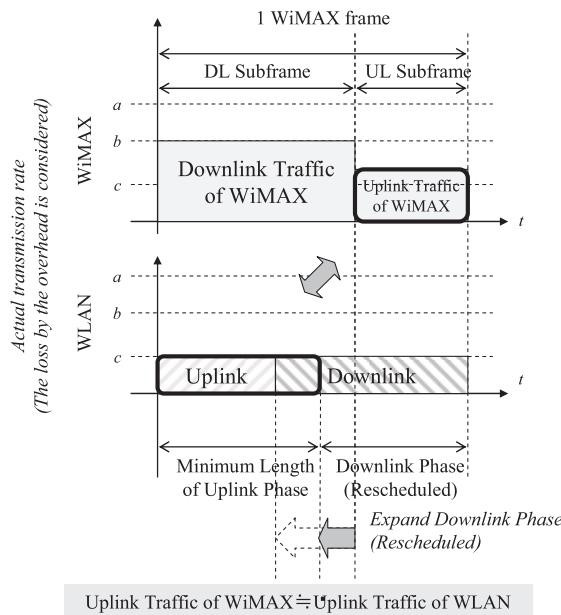 1 WiMAX frame
DL Subframe
UL Subframe
Actual transmission rate
(The loss by the overhead is considered)
WiMAX
a
b
c
Downlink Traffic
of WiMAX
Uplink Traffic
of WiMAX
t
WLAN
a
b
c
Uplink
Downlink
t
Minimum Length
of Uplink Phase
Downlink Phase
(Rescheduled)
Expand Downlink Phase
(Rescheduled)
Uplink Traffic of WiMAX ≒ Uplink Traffic of WLAN